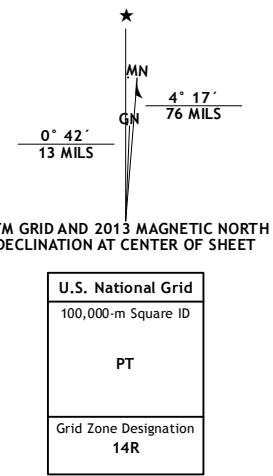 MN
GN
4° 17´
76 MILS
0° 42´
13 MILS
TM GRID AND 2013 MAGNETIC NORTH
DECLINATION AT CENTER OF SHEET
U.S. National Grid
100,000-m Square ID
PT
Grid Zone Designation
14R